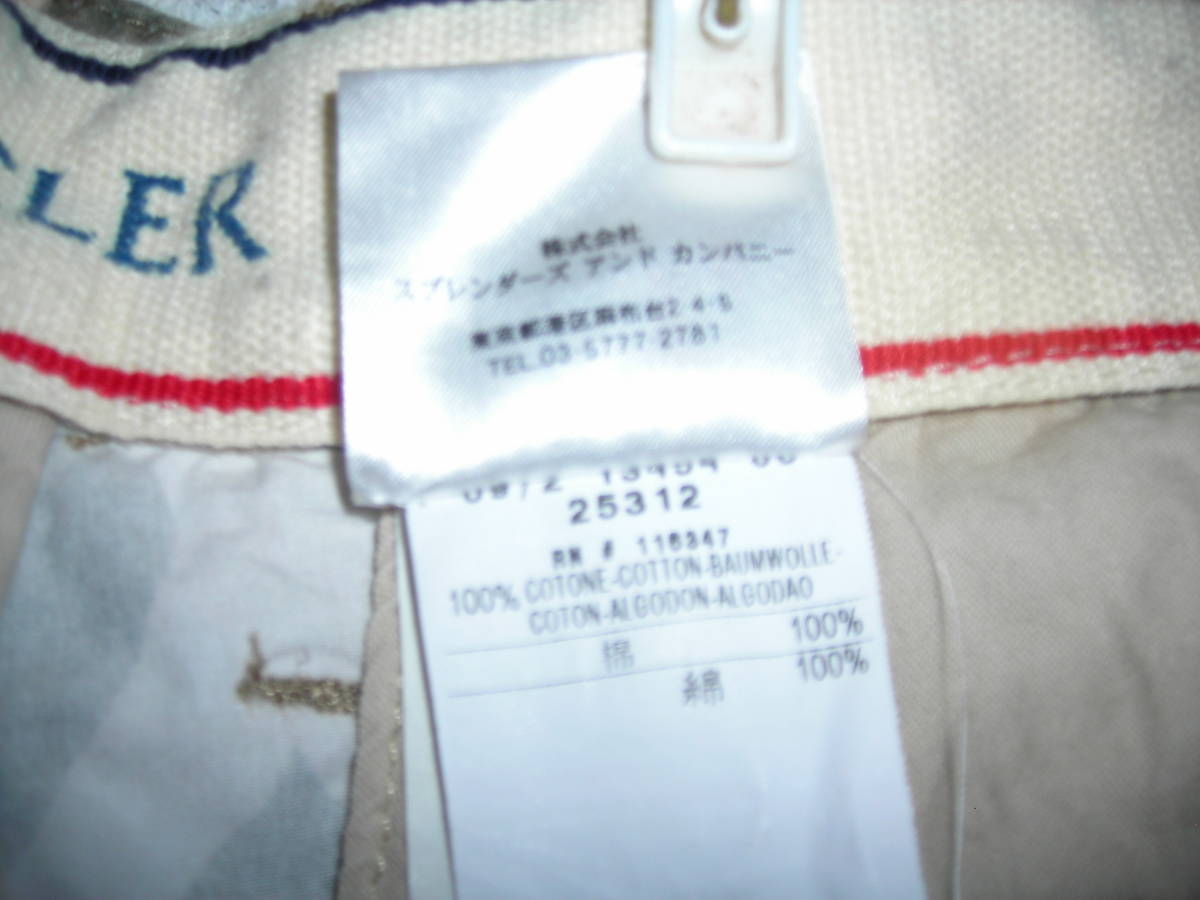 LER
株式会社
スプレンダーズ アンド カンパニー
東京都港区麻布台2-4-5
TEL.03-5777-2781
25312
RN # 116347
100% COTONE-COTTON-BAUMWOLLE-
COTON-ALGODON-ALGODAO
棉 100%
綿 100%